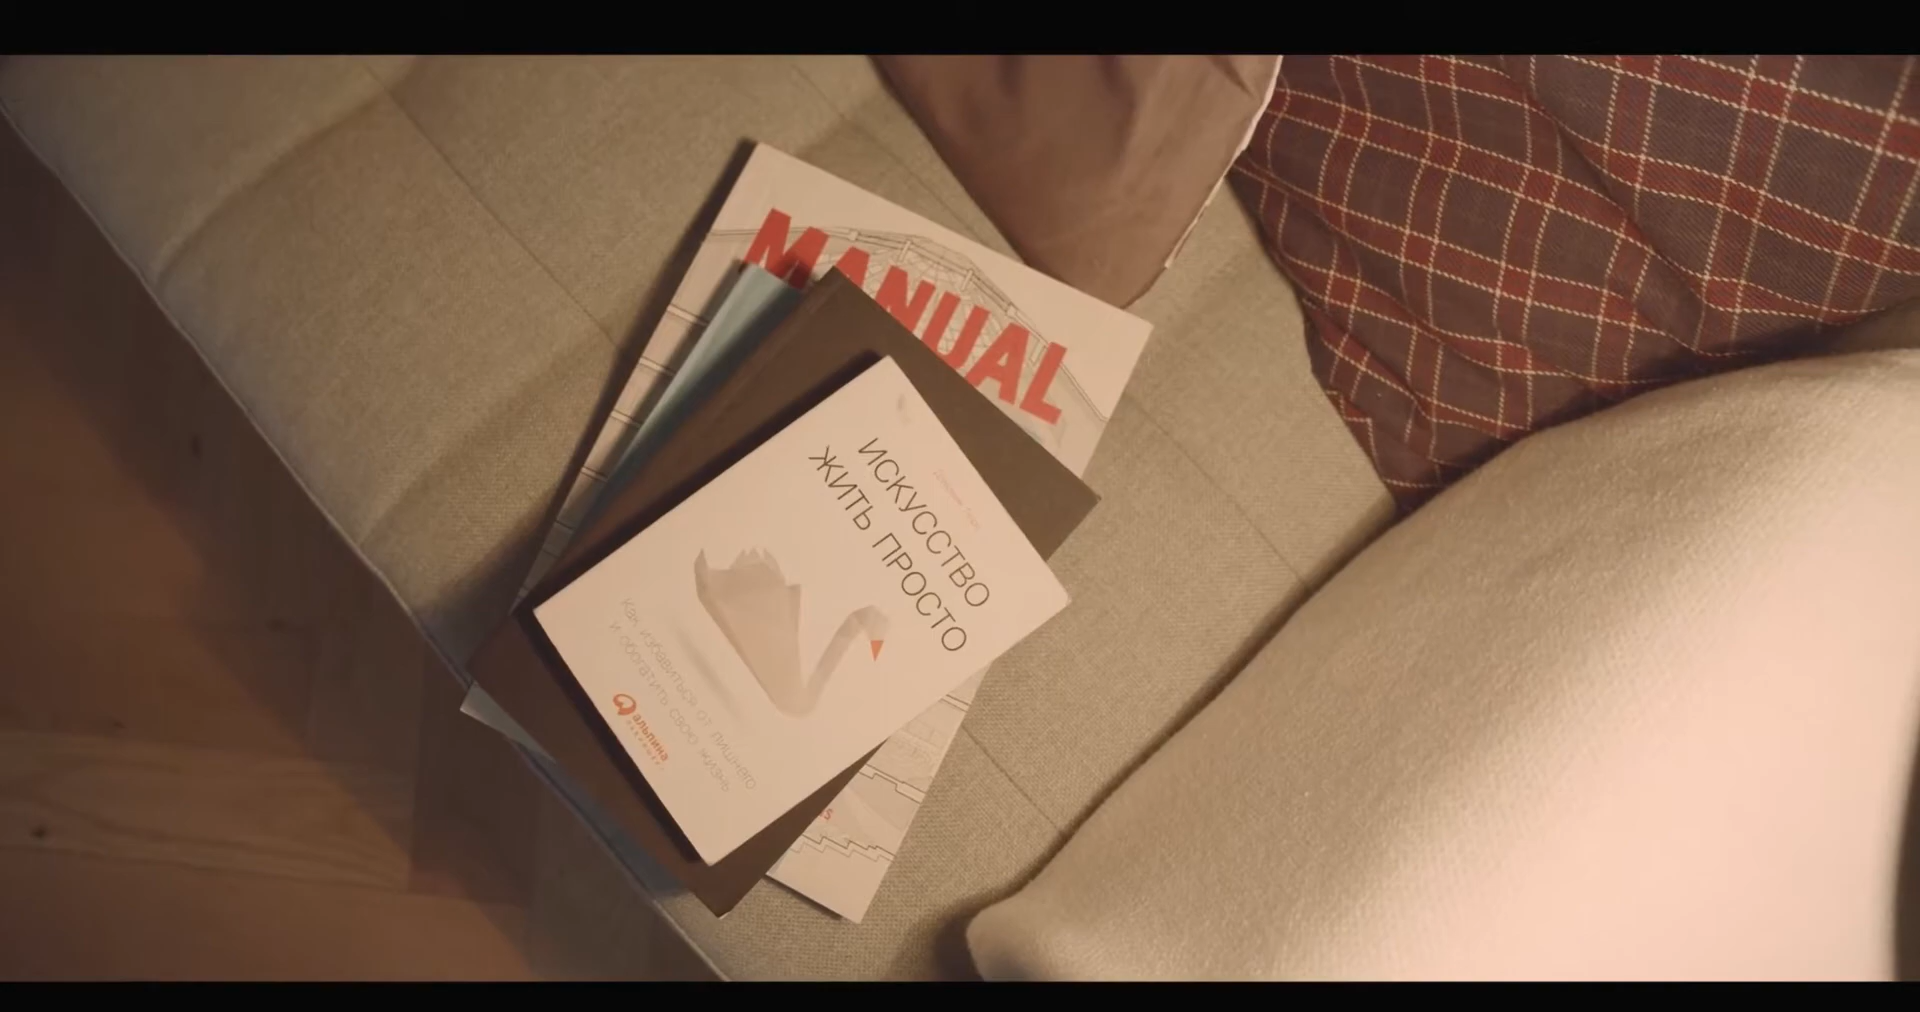 MANUAL
ИСКУССТВО
ЖИТЬ ПРОСТО
Как избавиться от лишнего
и обогатить свою жизнь
альпина